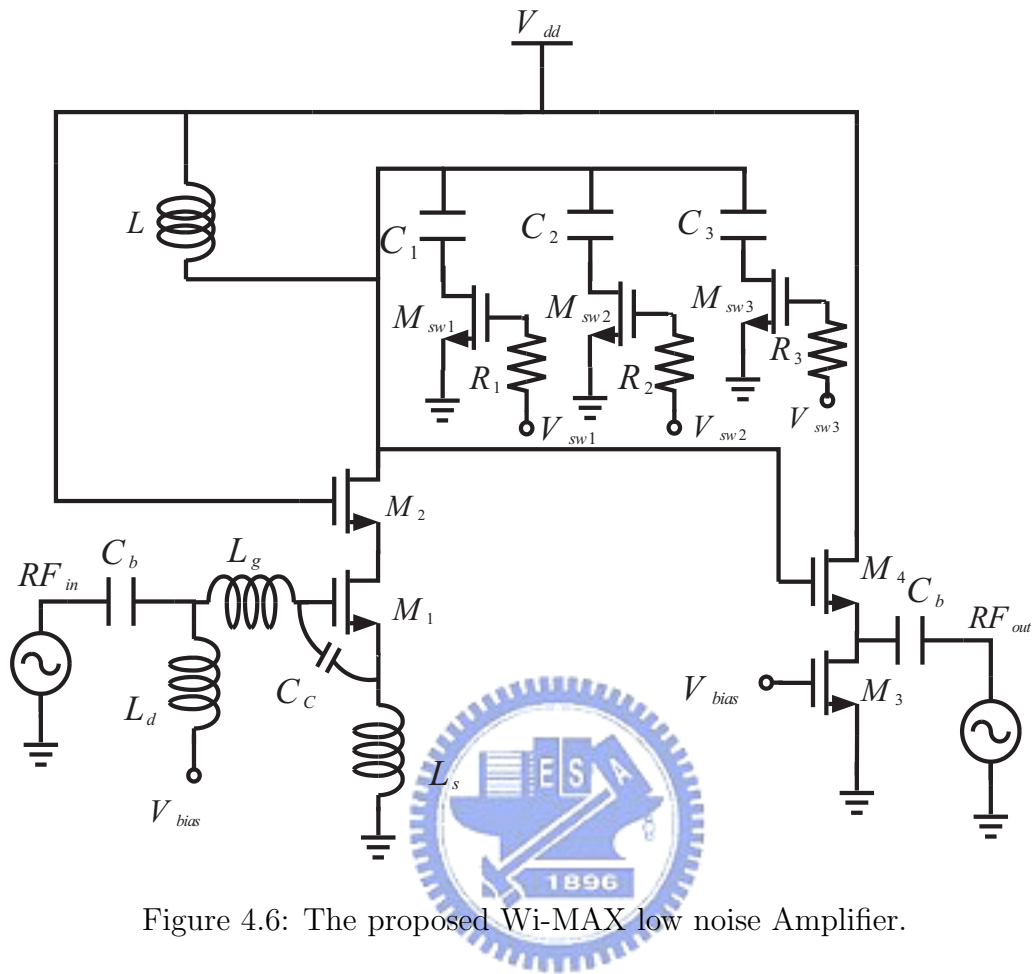 V dd
L
C 1
C 2
C 3
M sw1
M sw2
M sw3
R 1
R 2
R 3
V sw1
V sw2
V sw3
M 2
C b
L g
RF in
M 1
M 4
C b
RF out
C C
L d
V bias
M 3
V bias
L s
E S A
1896
Figure 4.6: The proposed Wi-MAX low noise Amplifier.